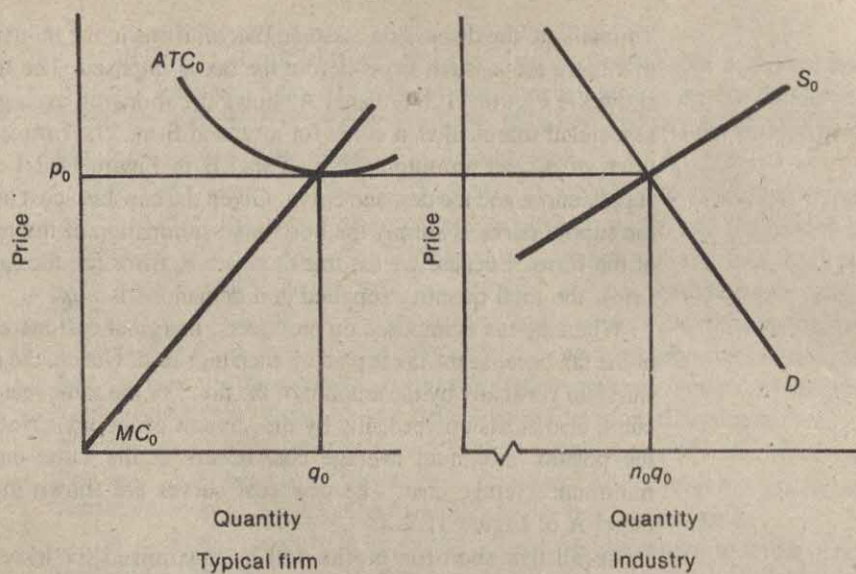 ATC₀
S₀
p₀
Price
Price
D
MC₀
q₀
n₀q₀
Quantity
Quantity
Typical firm
Industry